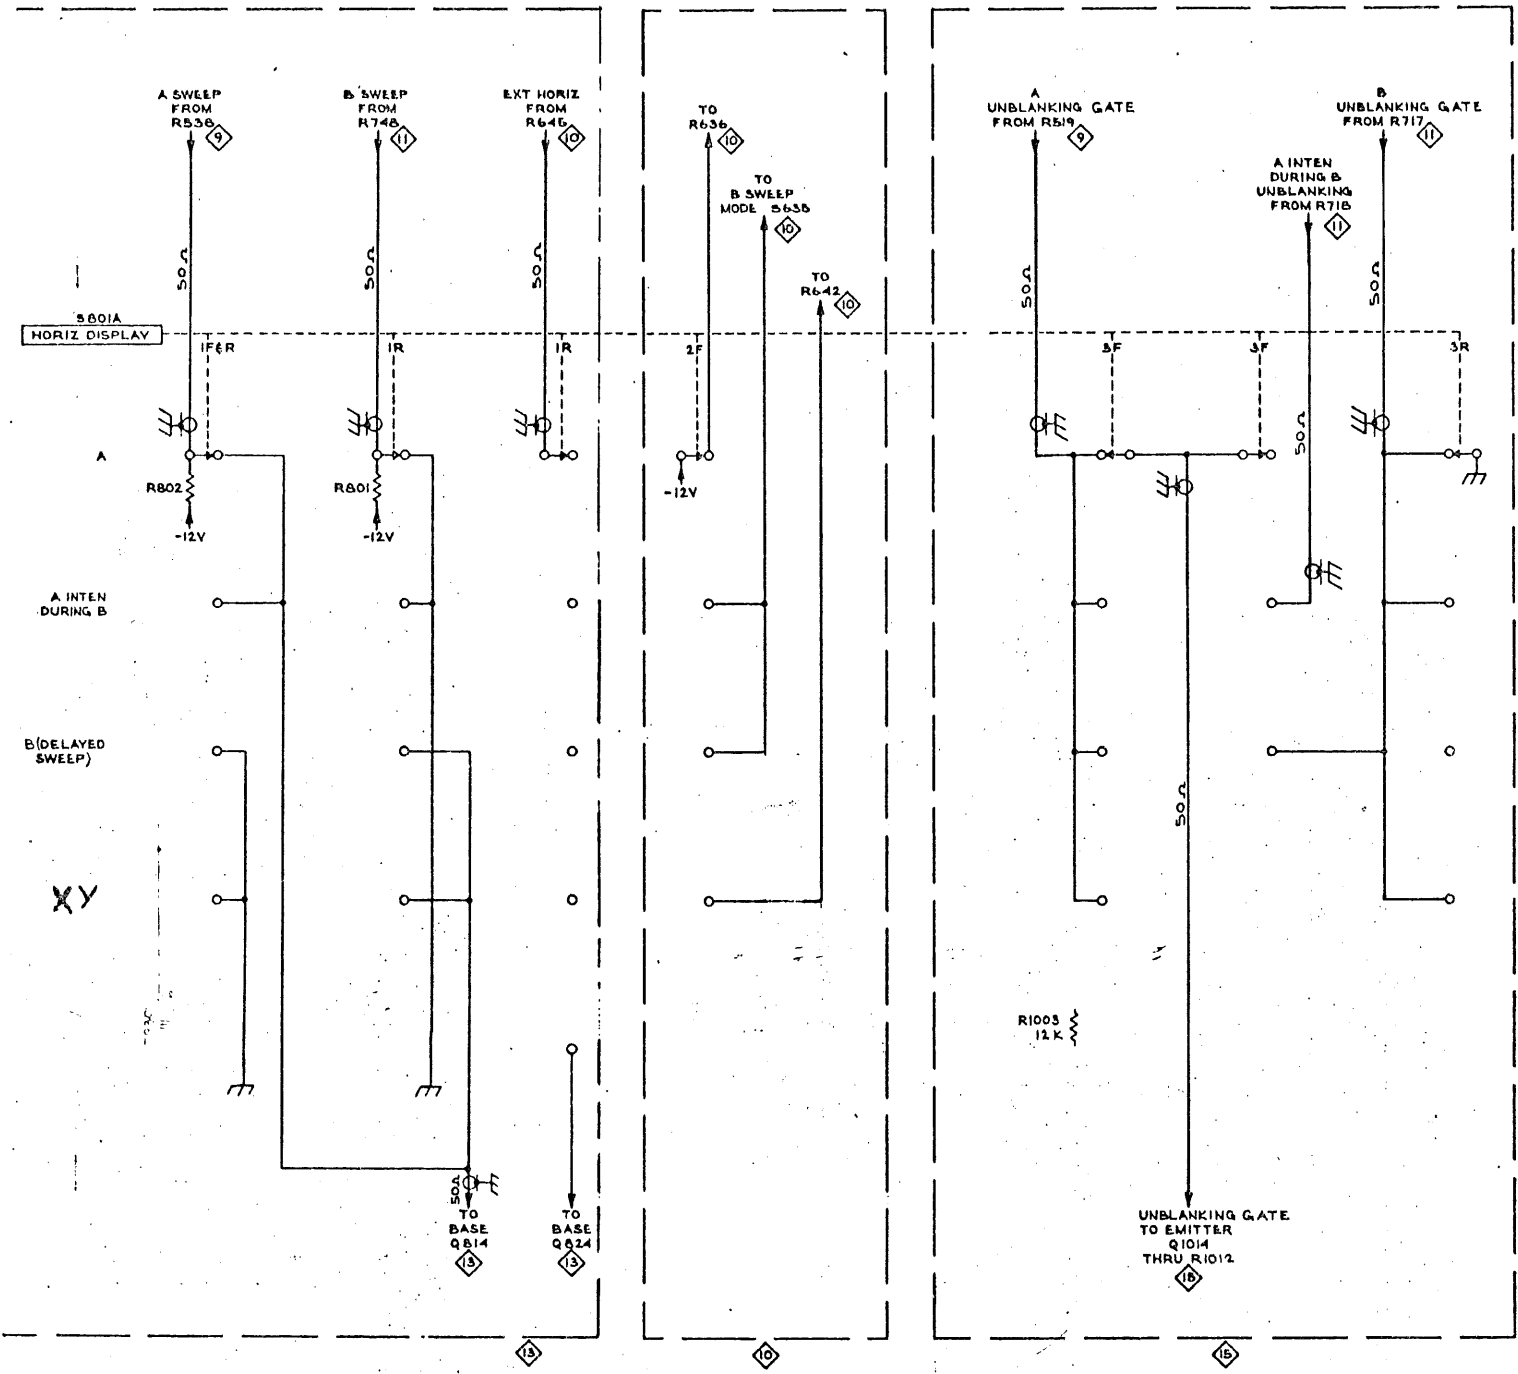 A SWEEP
FROM
R538
9
B SWEEP
FROM
R748
11
EXT HORIZ
FROM
R645
10
TO
R636
10
TO
B SWEEP
MODE S635
10
TO
R642
10
A
UNBLANKING GATE
FROM R519
9
A INTEN
DURING B
UNBLANKING
FROM R718
11
B
UNBLANKING GATE
FROM R717
11
50Ω
50Ω
50Ω
50Ω
50Ω
S801A
HORIZ DISPLAY
1F&R
1R
1R
2F
3F
3F
3R
A
R802
-12V
R801
-12V
-12V
50Ω
A INTEN
DURING B
B (DELAYED
SWEEP)
50Ω
XY
R1003
12K
50Ω
TO
BASE
Q814
13
TO
BASE
Q824
13
UNBLANKING GATE
TO EMITTER
Q1014
THRU R1012
15
13
10
15